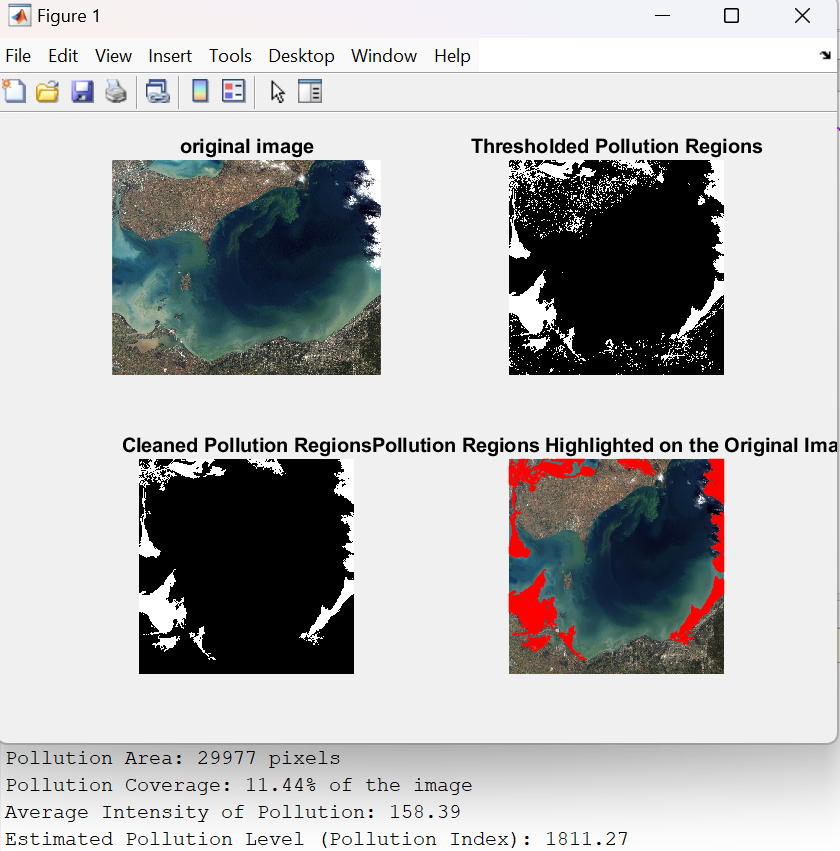 Figure 1
File Edit View Insert Tools Desktop Window Help
original image
Thresholded Pollution Regions
Cleaned Pollution Regions
Pollution Regions Highlighted on the Original Ima
Pollution Area: 29977 pixels
Pollution Coverage: 11.44% of the image
Average Intensity of Pollution: 158.39
Estimated Pollution Level (Pollution Index): 1811.27